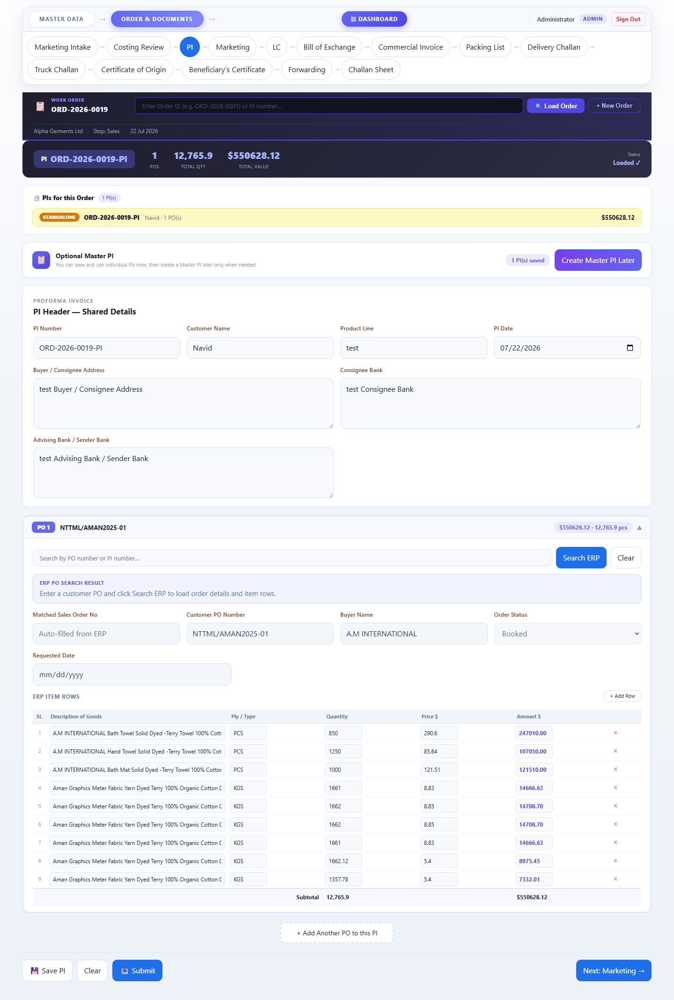 MASTER DATA → ORDER & DOCUMENTS → ☰ DASHBOARD Administrator ADMIN Sign Out
Marketing Intake → Costing Review → PI → Marketing → LC → Bill of Exchange → Commercial Invoice → Packing List → Delivery Challan →
Truck Challan → Certificate of Origin → Beneficiary's Certificate → Forwarding → Challan Sheet
WORK ORDER
ORD-2026-0019
Enter Order ID (e.g. ORD-2026-0001) or PI number...
Load Order
+ New Order
Alpha Garments Ltd · Step: Sales · 22 Jul 2026
PI ORD-2026-0019-PI
1
POS
12,765.9
TOTAL QTY
$550628.12
TOTAL VALUE
Status
Loaded ✓
PIs for this Order 1 PI(s)
STANDALONE ORD-2026-0019-PI Navid · 1 PO(s) $550628.12
Optional Master PI
You can save and use individual PIs now, then create a Master PI later only when needed
1 PI(s) saved
Create Master PI Later
PROFORMA INVOICE
PI Header — Shared Details
PI Number Customer Name Product Line PI Date
ORD-2026-0019-PI Navid test 07/22/2026
Buyer / Consignee Address Consignee Bank
test Buyer / Consignee Address test Consignee Bank
Advising Bank / Sender Bank
test Advising Bank / Sender Bank
PO 1 NTTML/AMAN2025-01 $550628.12 · 12,765.9 pcs ▲
Search by PO number or PI number... Search ERP Clear
ERP PO SEARCH RESULT
Enter a customer PO and click Search ERP to load order details and item rows.
Matched Sales Order No Customer PO Number Buyer Name Order Status
Auto-filled from ERP NTTML/AMAN2025-01 A.M INTERNATIONAL Booked
Requested Date
mm/dd/yyyy
ERP ITEM ROWS + Add Row
SL Description of Goods Ply / Type Quantity Price $ Amount $
1 A.M INTERNATIONAL Bath Towel Solid Dyed -Terry Towel 100% Cott PCS 850 290.6 247010.00 ×
2 A.M INTERNATIONAL Hand Towel Solid Dyed -Terry Towel 100% Cot PCS 1250 85.64 107050.00 ×
3 A.M INTERNATIONAL Bath Mat Solid Dyed -Terry Towel 100% Cotton PCS 1000 121.51 121510.00 ×
4 Aman Graphics Meter Fabric Yarn Dyed Terry 100% Organic Cotton KGS 1661 8.83 14666.63 ×
5 Aman Graphics Meter Fabric Yarn Dyed Terry 100% Organic Cotton KGS 1662 8.85 14708.70 ×
6 Aman Graphics Meter Fabric Yarn Dyed Terry 100% Organic Cotton KGS 1662 8.85 14708.70 ×
7 Aman Graphics Meter Fabric Yarn Dyed Terry 100% Organic Cotton KGS 1661 8.83 14666.63 ×
8 Aman Graphics Meter Fabric Yarn Dyed Terry 100% Organic Cotton KGS 1662.12 5.4 8975.45 ×
9 Aman Graphics Meter Fabric Yarn Dyed Terry 100% Organic Cotton KGS 1357.78 5.4 7332.01 ×
Subtotal 12,765.9 $550628.12
+ Add Another PO to this PI
Save PI Clear Submit Next: Marketing →